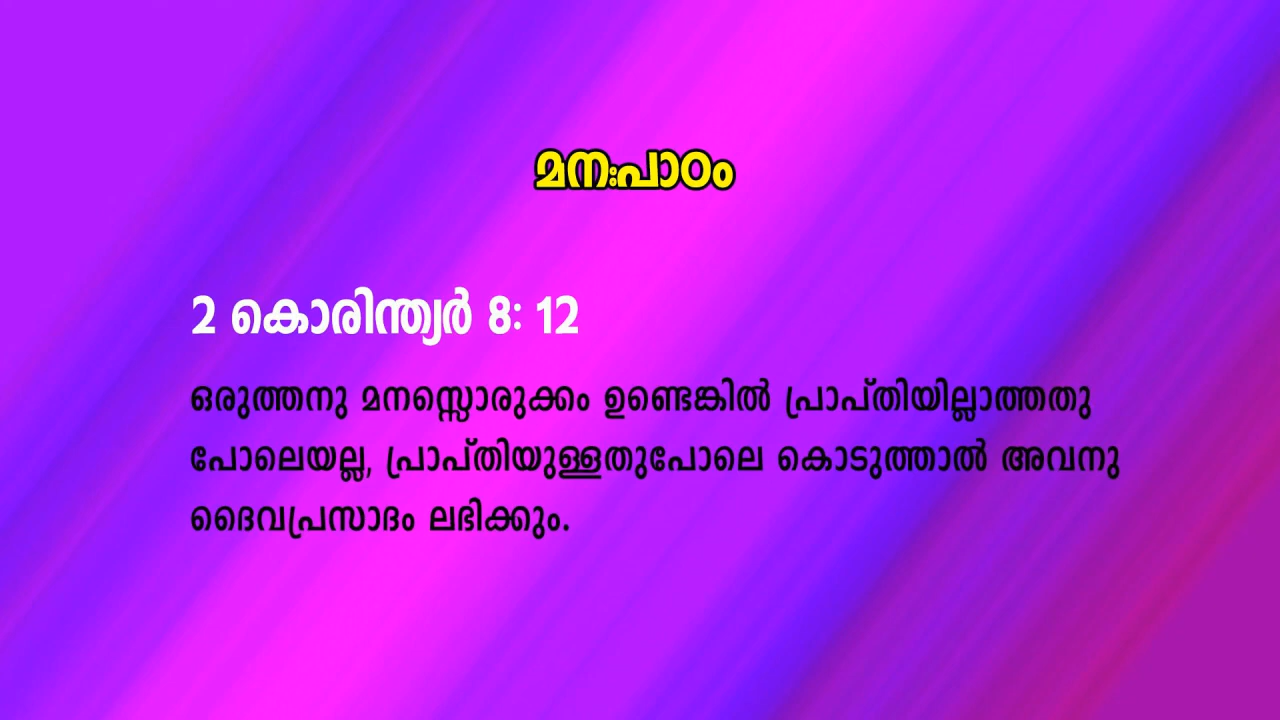 മനഃപാഠം
2 കൊരിന്ത്യർ 8: 12
ഒരുത്തനു മനസ്സൊരുക്കം ഉണ്ടെങ്കിൽ പ്രാപ്തിയില്ലാത്തതു
പോലെയല്ല, പ്രാപ്തിയുള്ളതുപോലെ കൊടുത്താൽ അവനു
ദൈവപ്രസാദം ലഭിക്കും.